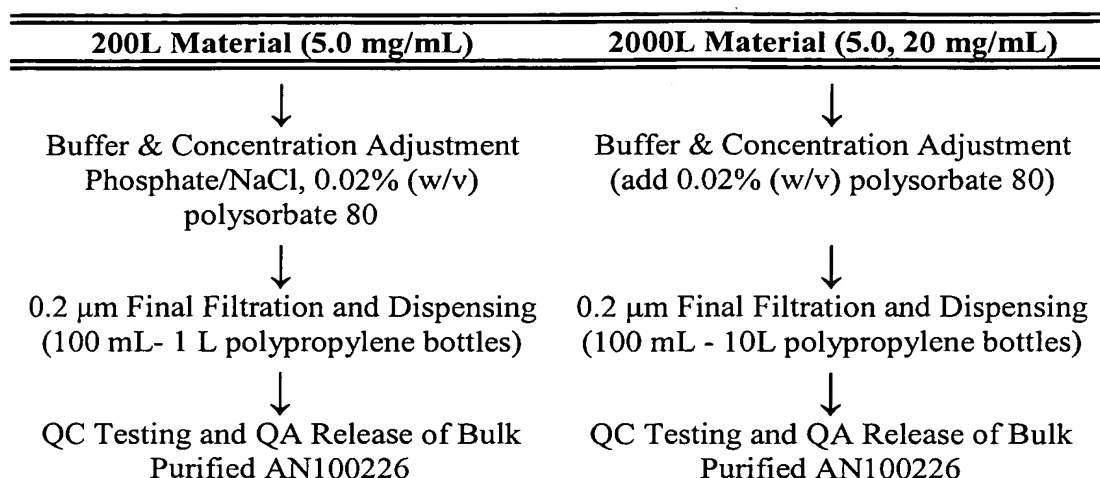 200L Material (5.0 mg/mL)
2000L Material (5.0, 20 mg/mL)
↓
↓
Buffer & Concentration Adjustment
Phosphate/NaCl, 0.02% (w/v)
polysorbate 80
Buffer & Concentration Adjustment
(add 0.02% (w/v) polysorbate 80)
↓
↓
0.2 μm Final Filtration and Dispensing
(100 mL- 1 L polypropylene bottles)
0.2 μm Final Filtration and Dispensing
(100 mL - 10L polypropylene bottles)
↓
↓
QC Testing and QA Release of Bulk
Purified AN100226
QC Testing and QA Release of Bulk
Purified AN100226